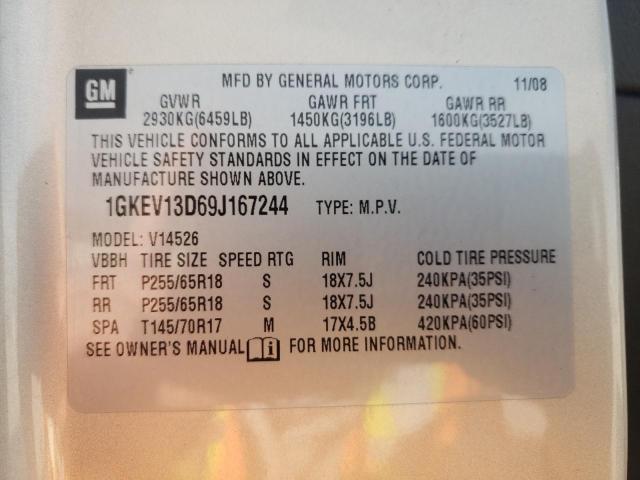 GM MFD BY GENERAL MOTORS CORP. 11/08
GVWR GAWR FRT GAWR RR
2930KG(6459LB) 1450KG(3196LB) 1600KG(3527LB)
THIS VEHICLE CONFORMS TO ALL APPLICABLE U.S. FEDERAL MOTOR
VEHICLE SAFETY STANDARDS IN EFFECT ON THE DATE OF
MANUFACTURE SHOWN ABOVE.
1GKEV13D69J167244 TYPE: M.P.V.
MODEL: V14526
VBBH TIRE SIZE SPEED RTG RIM COLD TIRE PRESSURE
FRT P255/65R18 S 18X7.5J 240KPA(35PSI)
RR P255/65R18 S 18X7.5J 240KPA(35PSI)
SPA T145/70R17 M 17X4.5B 420KPA(60PSI)
SEE OWNER'S MANUAL i FOR MORE INFORMATION.